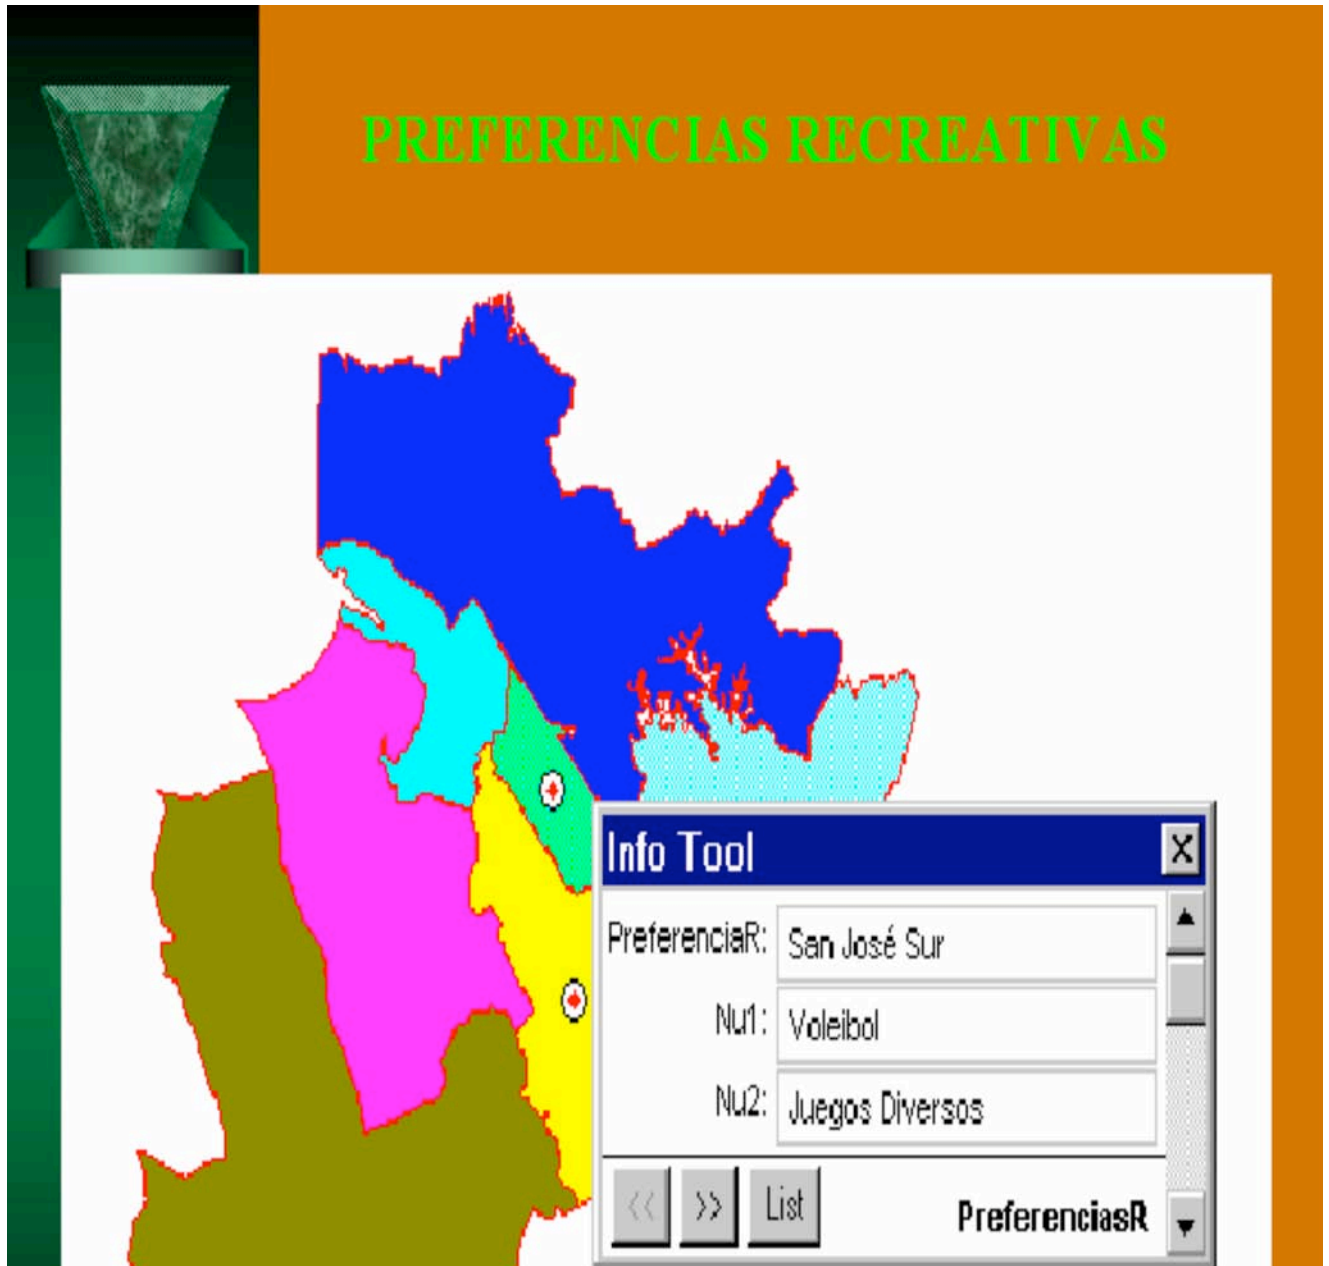 PREFERENCIAS RECREATIVAS
Info Tool X
PreferenciaR: San José Sur
Nu1: Voleibol
Nu2: Juegos Diversos
<< >> List PreferenciasR